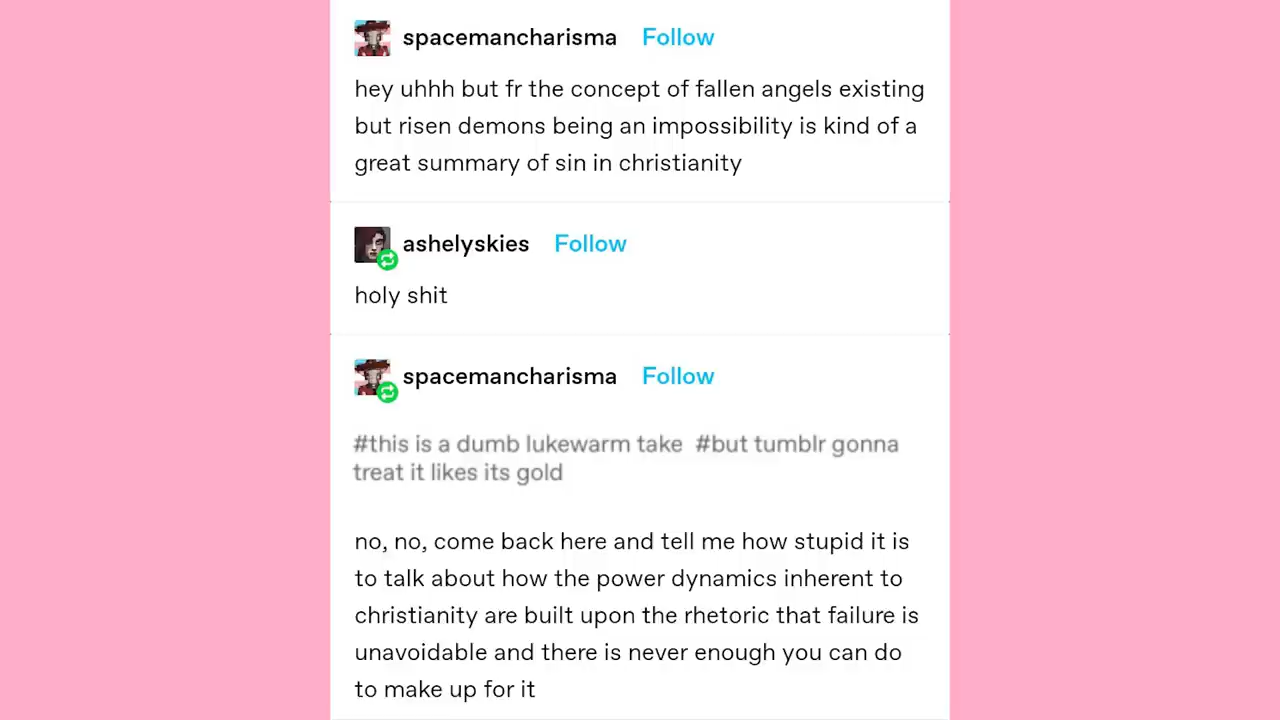 spacemancharisma Follow
hey uhhh but fr the concept of fallen angels existing
but risen demons being an impossibility is kind of a
great summary of sin in christianity
ashelyskies Follow
holy shit
spacemancharisma Follow
#this is a dumb lukewarm take #but tumblr gonna
treat it likes its gold
no, no, come back here and tell me how stupid it is
to talk about how the power dynamics inherent to
christianity are built upon the rhetoric that failure is
unavoidable and there is never enough you can do
to make up for it